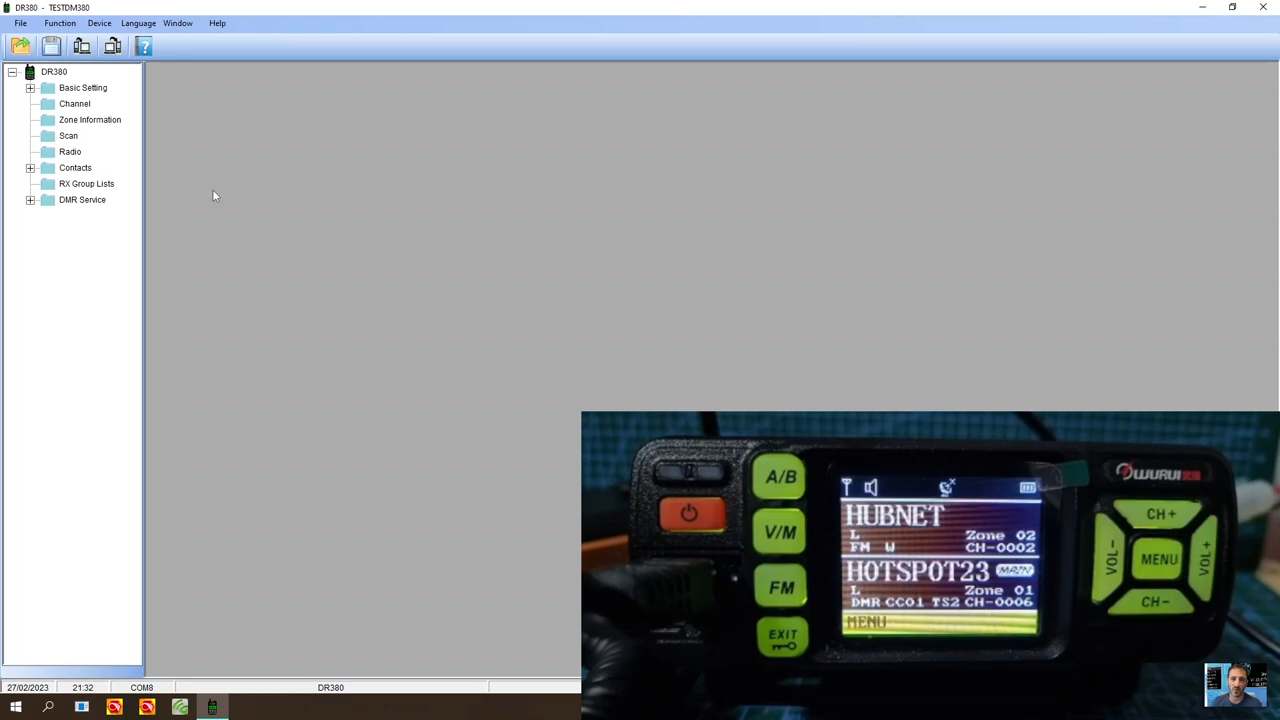 DR380 - TESTDM380
File Function Device Language Window Help
DR380
Basic Setting
Channel
Zone Information
Scan
Radio
Contacts
RX Group Lists
DMR Service
27/02/2023 21:32 COM8 DR380
A/B
V/M
FM
EXIT
HUBNET
L Zone 02
FM W CH-0002
HOTSPOT23 MAIN
L Zone 01
DMR CC01 TS2 CH-0006
MENU
WURUI
CH+
VOL-
MENU
VOL+
CH-